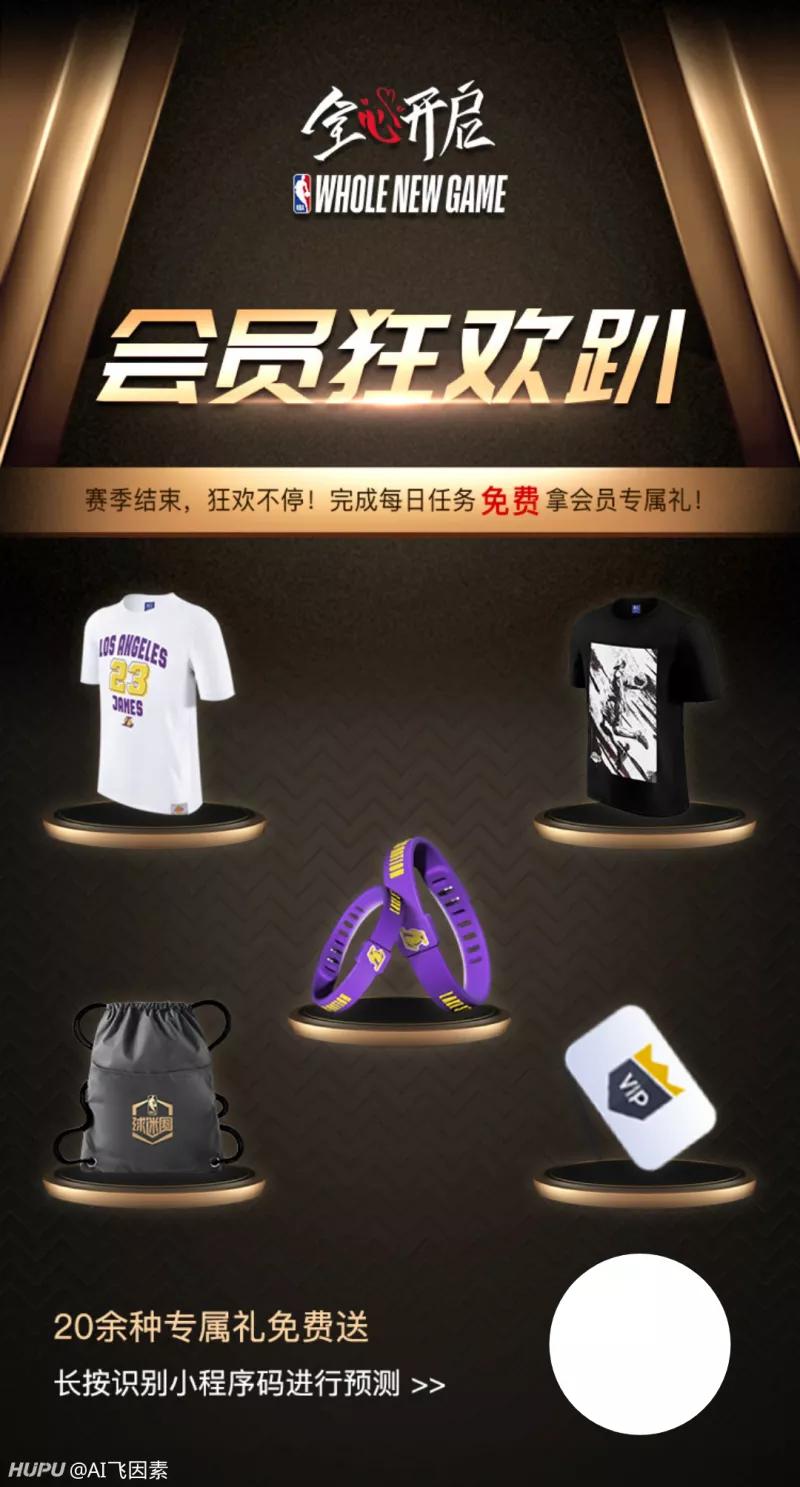 全心开启
NBA WHOLE NEW GAME
会员狂欢趴
赛季结束，狂欢不停！完成每日任务免费拿会员专属礼！
LOS ANGELES
23
JAMES
球迷圈
VIP
20余种专属礼免费送
长按识别小程序码进行预测 >>
HUPU @AI飞因素